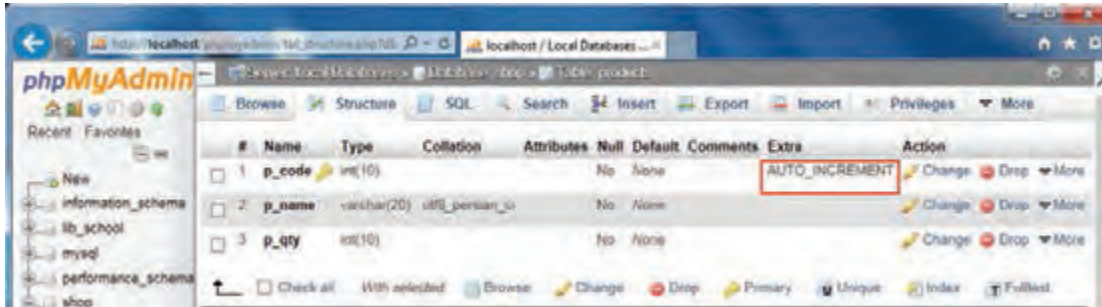 localhost / Local Databases ...
phpMyAdmin
Recent Favorites
New
information_schema
lib_school
mysql
performance_schema
shop
Browse Structure SQL Search Insert Export Import Privileges More
# Name Type Collation Attributes Null Default Comments Extra Action
1 p_code int(10) No None AUTO_INCREMENT Change Drop More
2 p_name varchar(20) No None Change Drop More
3 p_qty int(10) No None Change Drop More
Check all With selected Browse Change Drop Primary Unique Index Fulltext